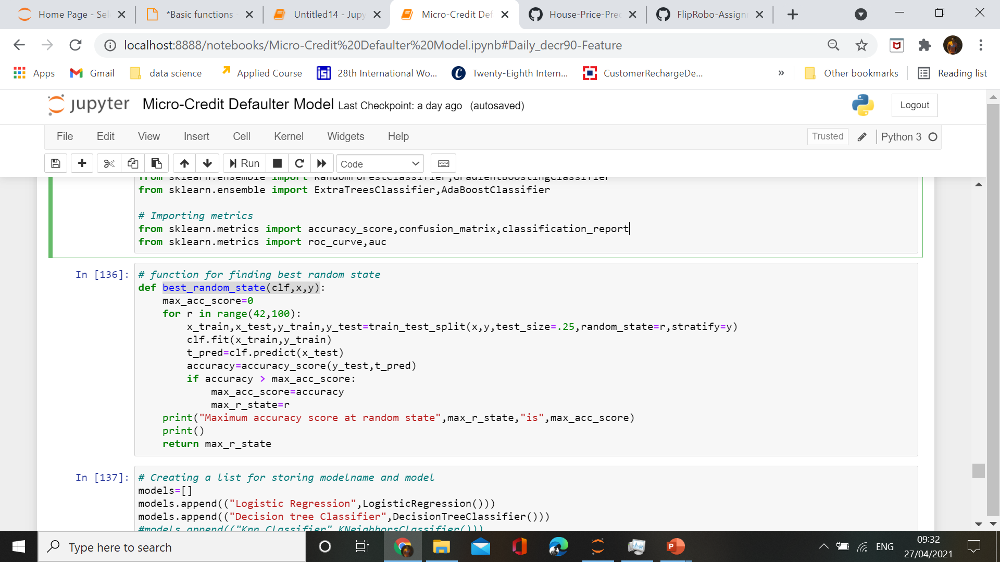 Home Page - Sel
*Basic functions -
Untitled14 - Jupy
Micro-Credit Def
House-Price-Pred
FlipRobo-Assignm
localhost:8888/notebooks/Micro-Credit%20Defaulter%20Model.ipynb#Daily_decr90-Feature
Apps
Gmail
data science
Applied Course
28th International Wo...
Twenty-Eighth Intern...
CustomerRechargeDe...
»
Other bookmarks
Reading list
jupyter
Micro-Credit Defaulter Model Last Checkpoint: a day ago (autosaved)
Logout
File Edit View Insert Cell Kernel Widgets Help
Trusted
Python 3
Run
Code
from sklearn.ensemble import RandomForestClassifier,GradientBoostingClassifier
from sklearn.ensemble import ExtraTreesClassifier,AdaBoostClassifier
# Importing metrics
from sklearn.metrics import accuracy_score,confusion_matrix,classification_report
from sklearn.metrics import roc_curve,auc
In [136]:
# function for finding best random state
def best_random_state(clf,x,y):
max_acc_score=0
for r in range(42,100):
x_train,x_test,y_train,y_test=train_test_split(x,y,test_size=.25,random_state=r,stratify=y)
clf.fit(x_train,y_train)
t_pred=clf.predict(x_test)
accuracy=accuracy_score(y_test,t_pred)
if accuracy > max_acc_score:
max_acc_score=accuracy
max_r_state=r
print("Maximum accuracy score at random state",max_r_state,"is",max_acc_score)
print()
return max_r_state
In [137]:
# Creating a list for storing modelname and model
models=[]
models.append(("Logistic Regression",LogisticRegression()))
models.append(("Decision tree Classifier",DecisionTreeClassifier()))
#models.append(("Knn Classifier",KNeighborsClassifier()))
Type here to search
ENG
09:32
27/04/2021